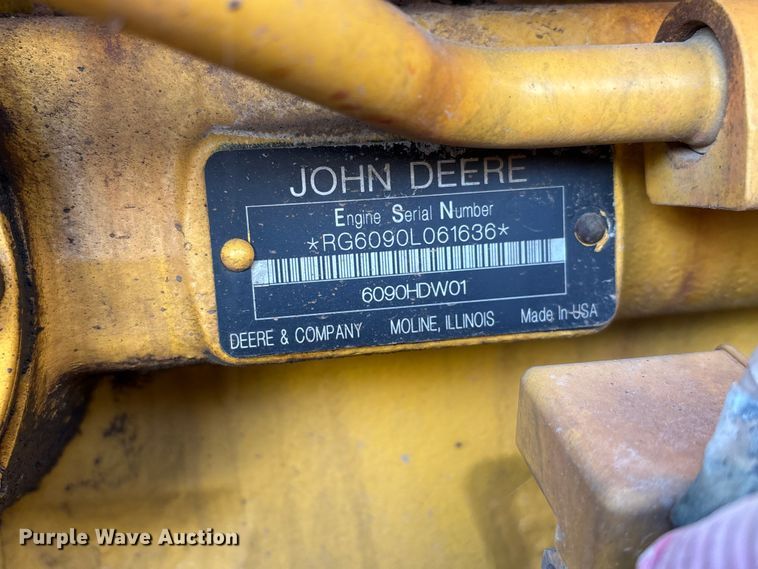 JOHN DEERE
Engine Serial Number
*RG6090L061636*
6090HDW01
DEERE & COMPANY MOLINE, ILLINOIS Made In USA
Purple Wave Auction